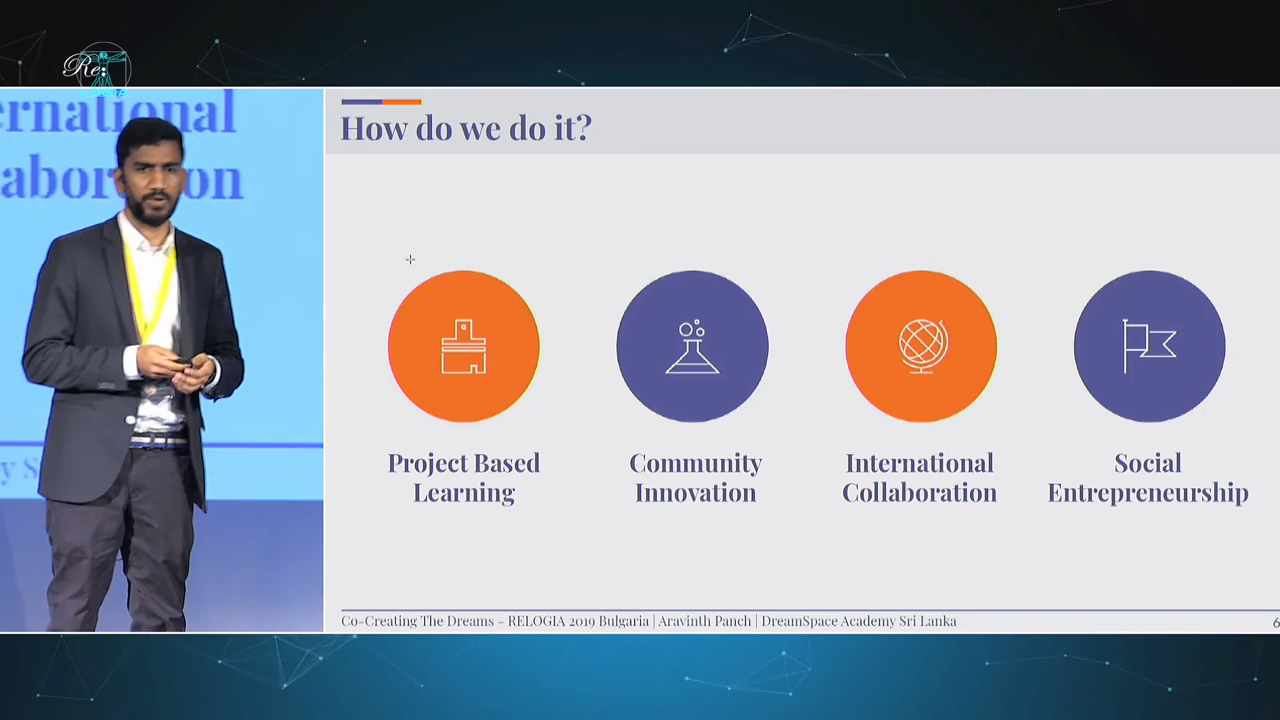 Re:
ernational
labor on
y S
How do we do it?
Project Based
Learning
Community
Innovation
International
Collaboration
Social
Entrepreneurship
Co-Creating The Dreams - RELOGIA 2019 Bulgaria | Aravinth Panch | DreamSpace Academy Sri Lanka
6